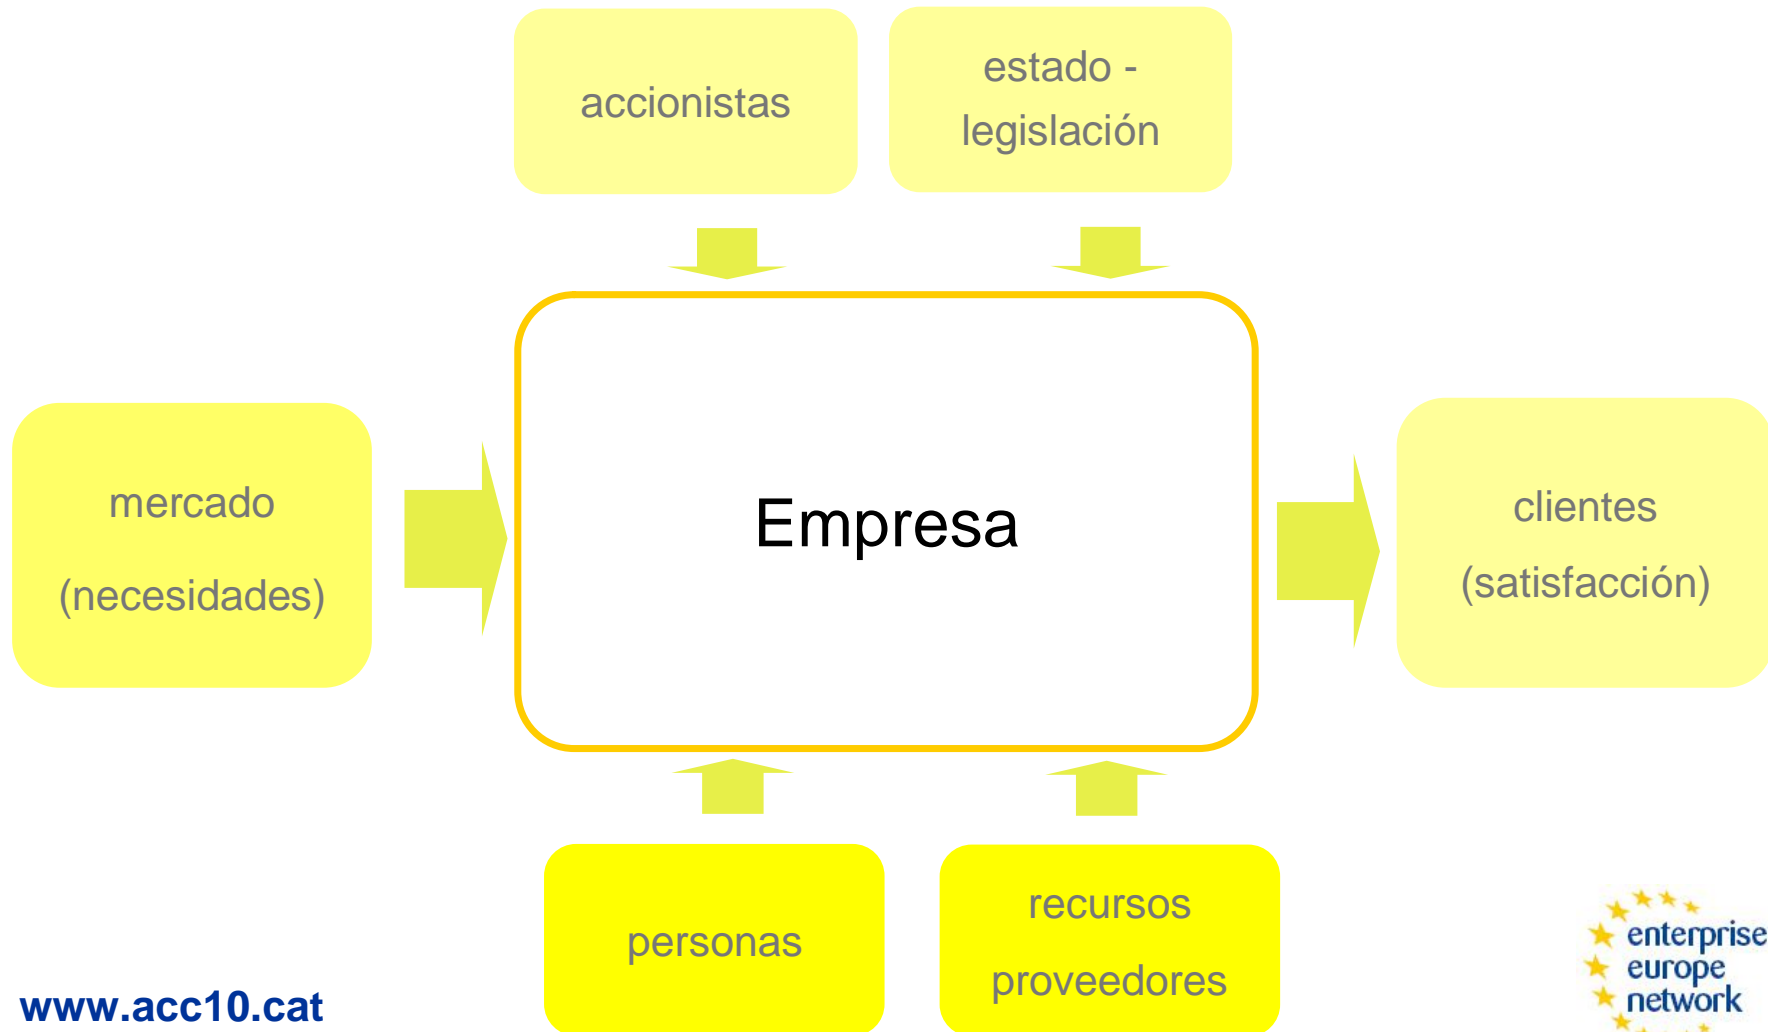 accionistas
estado -
legislación
mercado
(necesidades)
Empresa
clientes
(satisfacción)
personas
recursos
proveedores
www.acc10.cat
enterprise
europe
network